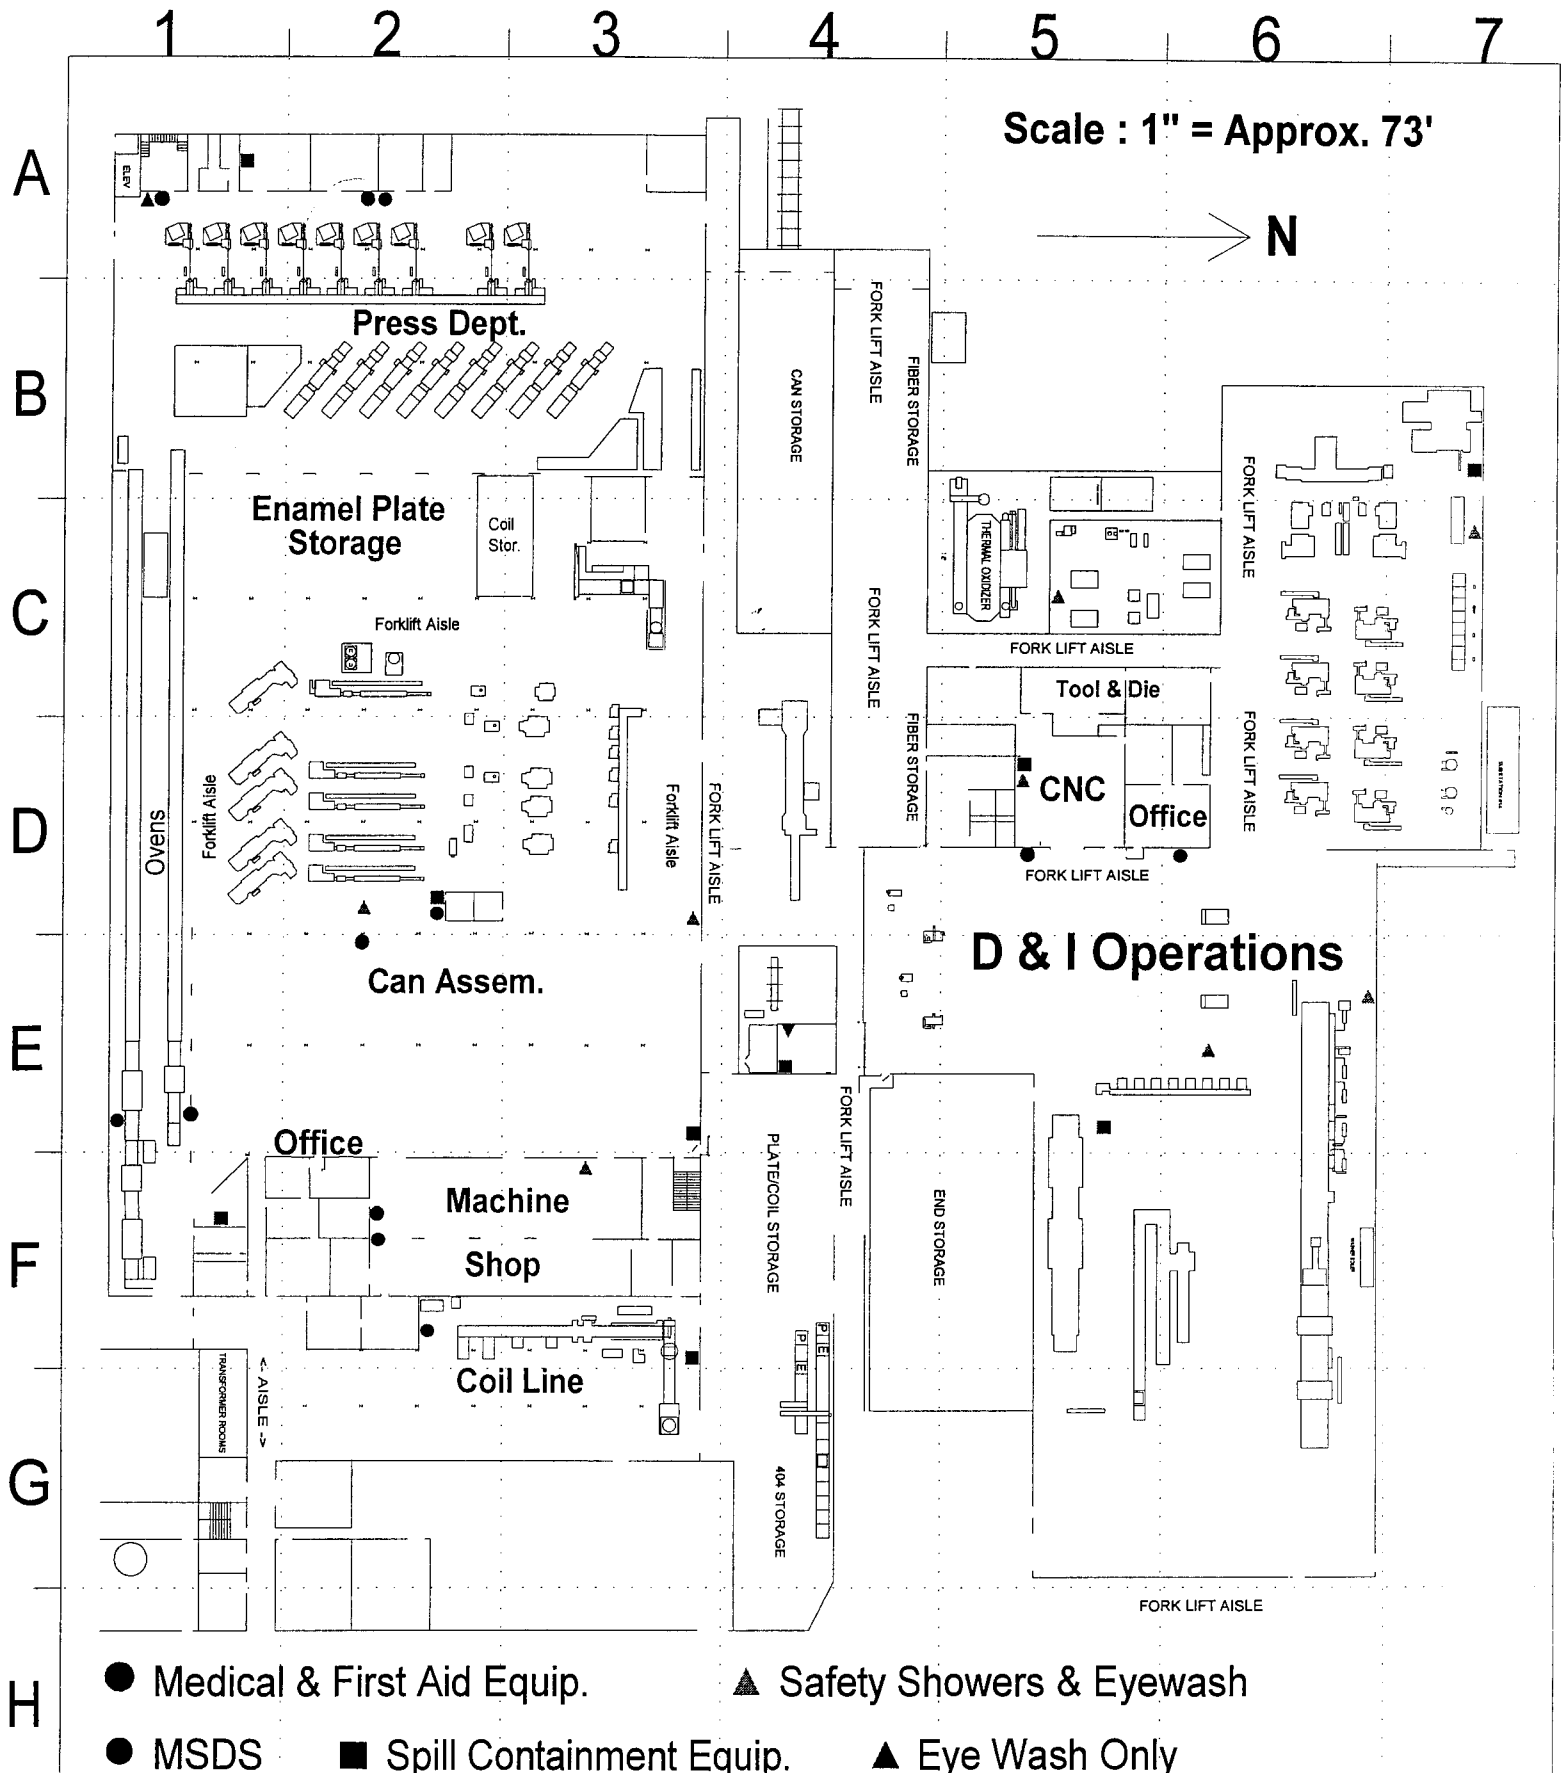 1 2 3 4 5 6 7
Scale : 1" = Approx. 73'
A
ELEV
N
Press Dept.
FORK LIFT AISLE
B
CAN STORAGE
FIBER STORAGE
FORK LIFT AISLE
Enamel Plate
Storage
Coil
Stor.
THERMAL OXIDIZER
C
Forklift Aisle
FORK LIFT AISLE
FORK LIFT AISLE
Tool & Die
FIBER STORAGE
FORK LIFT AISLE
D
Ovens
Forklift Aisle
Forklift Aisle
FORK LIFT AISLE
CNC
Office
FORK LIFT AISLE
D & I Operations
Can Assem.
E
FORK LIFT AISLE
Office
PLATE/COIL STORAGE
Machine
END STORAGE
F
Shop
P E
P E
TRANSFORMER ROOMS
<- AISLE ->
Coil Line
G
404 STORAGE
FORK LIFT AISLE
H
Medical & First Aid Equip.
Safety Showers & Eyewash
MSDS
Spill Containment Equip.
Eye Wash Only